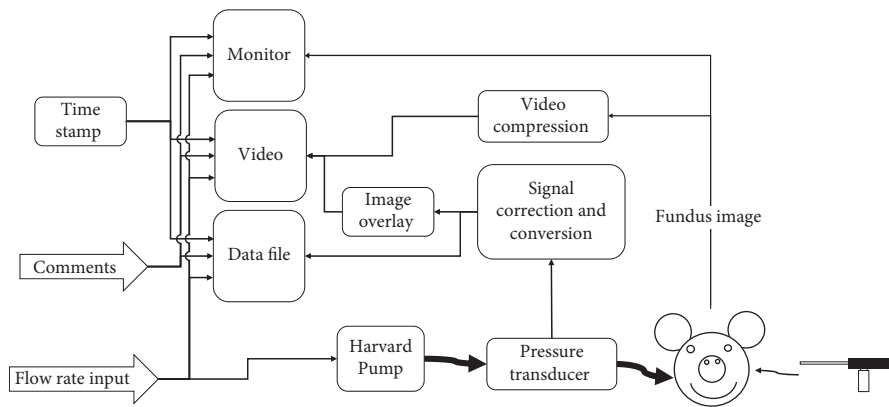 Monitor
Time
stamp
Video
compression
Video
Image
overlay
Signal
correction and
conversion
Fundus image
Data file
Comments
Harvard
Pump
Pressure
transducer
Flow rate input